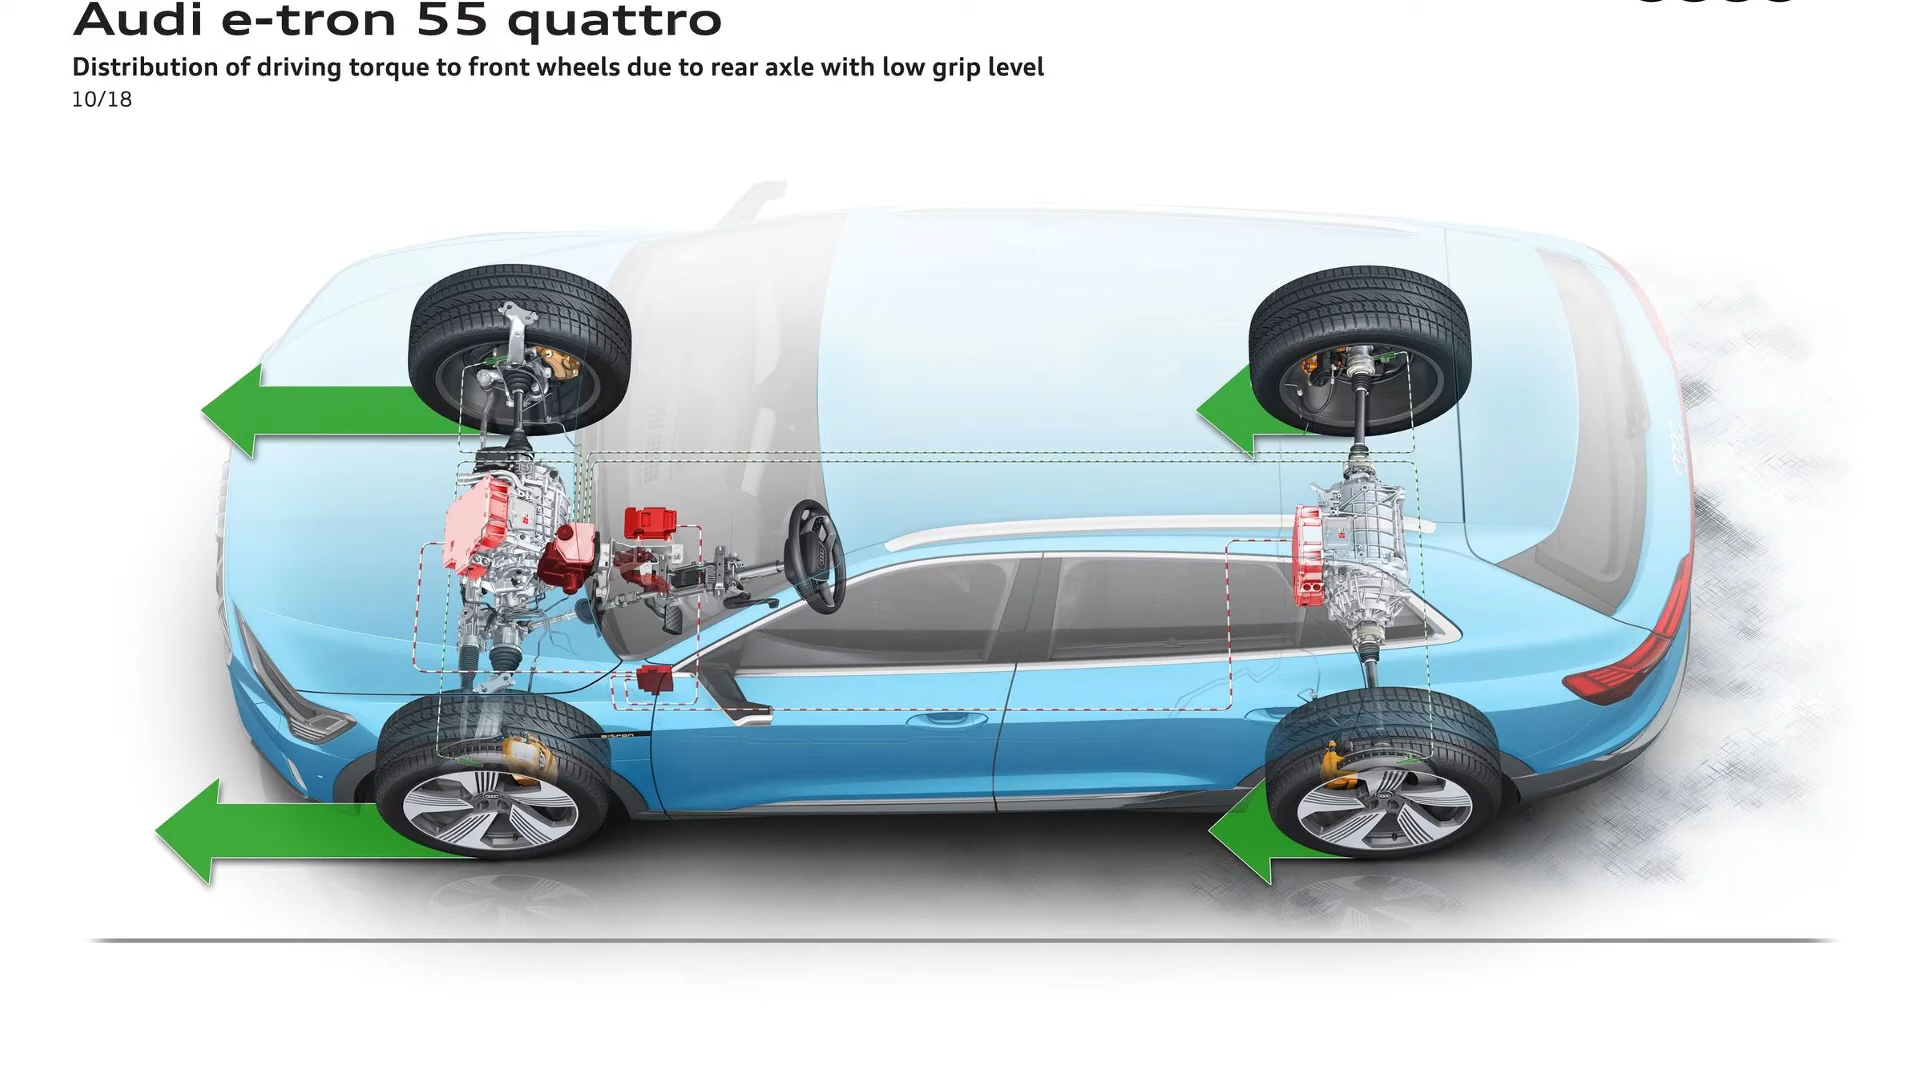 Audi e-tron 55 quattro
Distribution of driving torque to front wheels due to rear axle with low grip level
10/18
e-tron